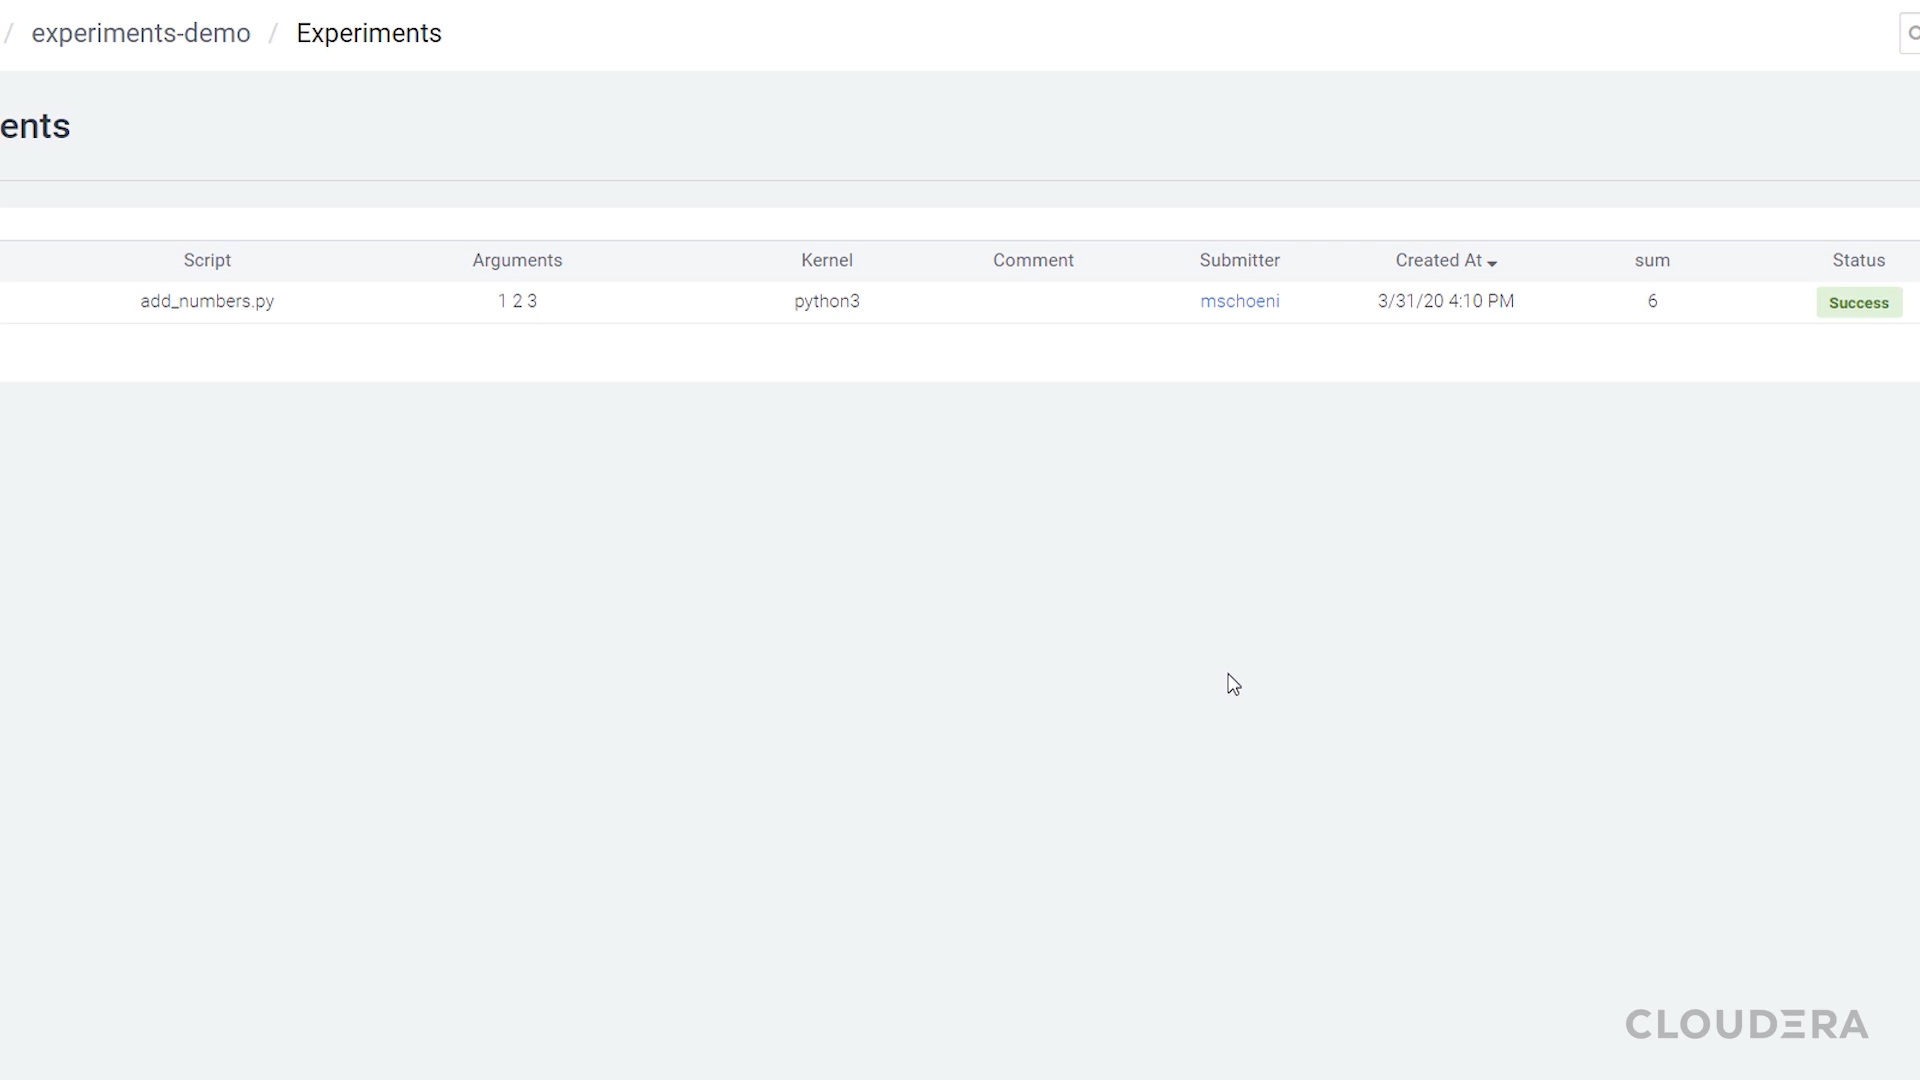 / experiments-demo / Experiments
ents
Script Arguments Kernel Comment Submitter Created At sum Status
add_numbers.py 1 2 3 python3 mschoeni 3/31/20 4:10 PM 6 Success
CLOUDERA